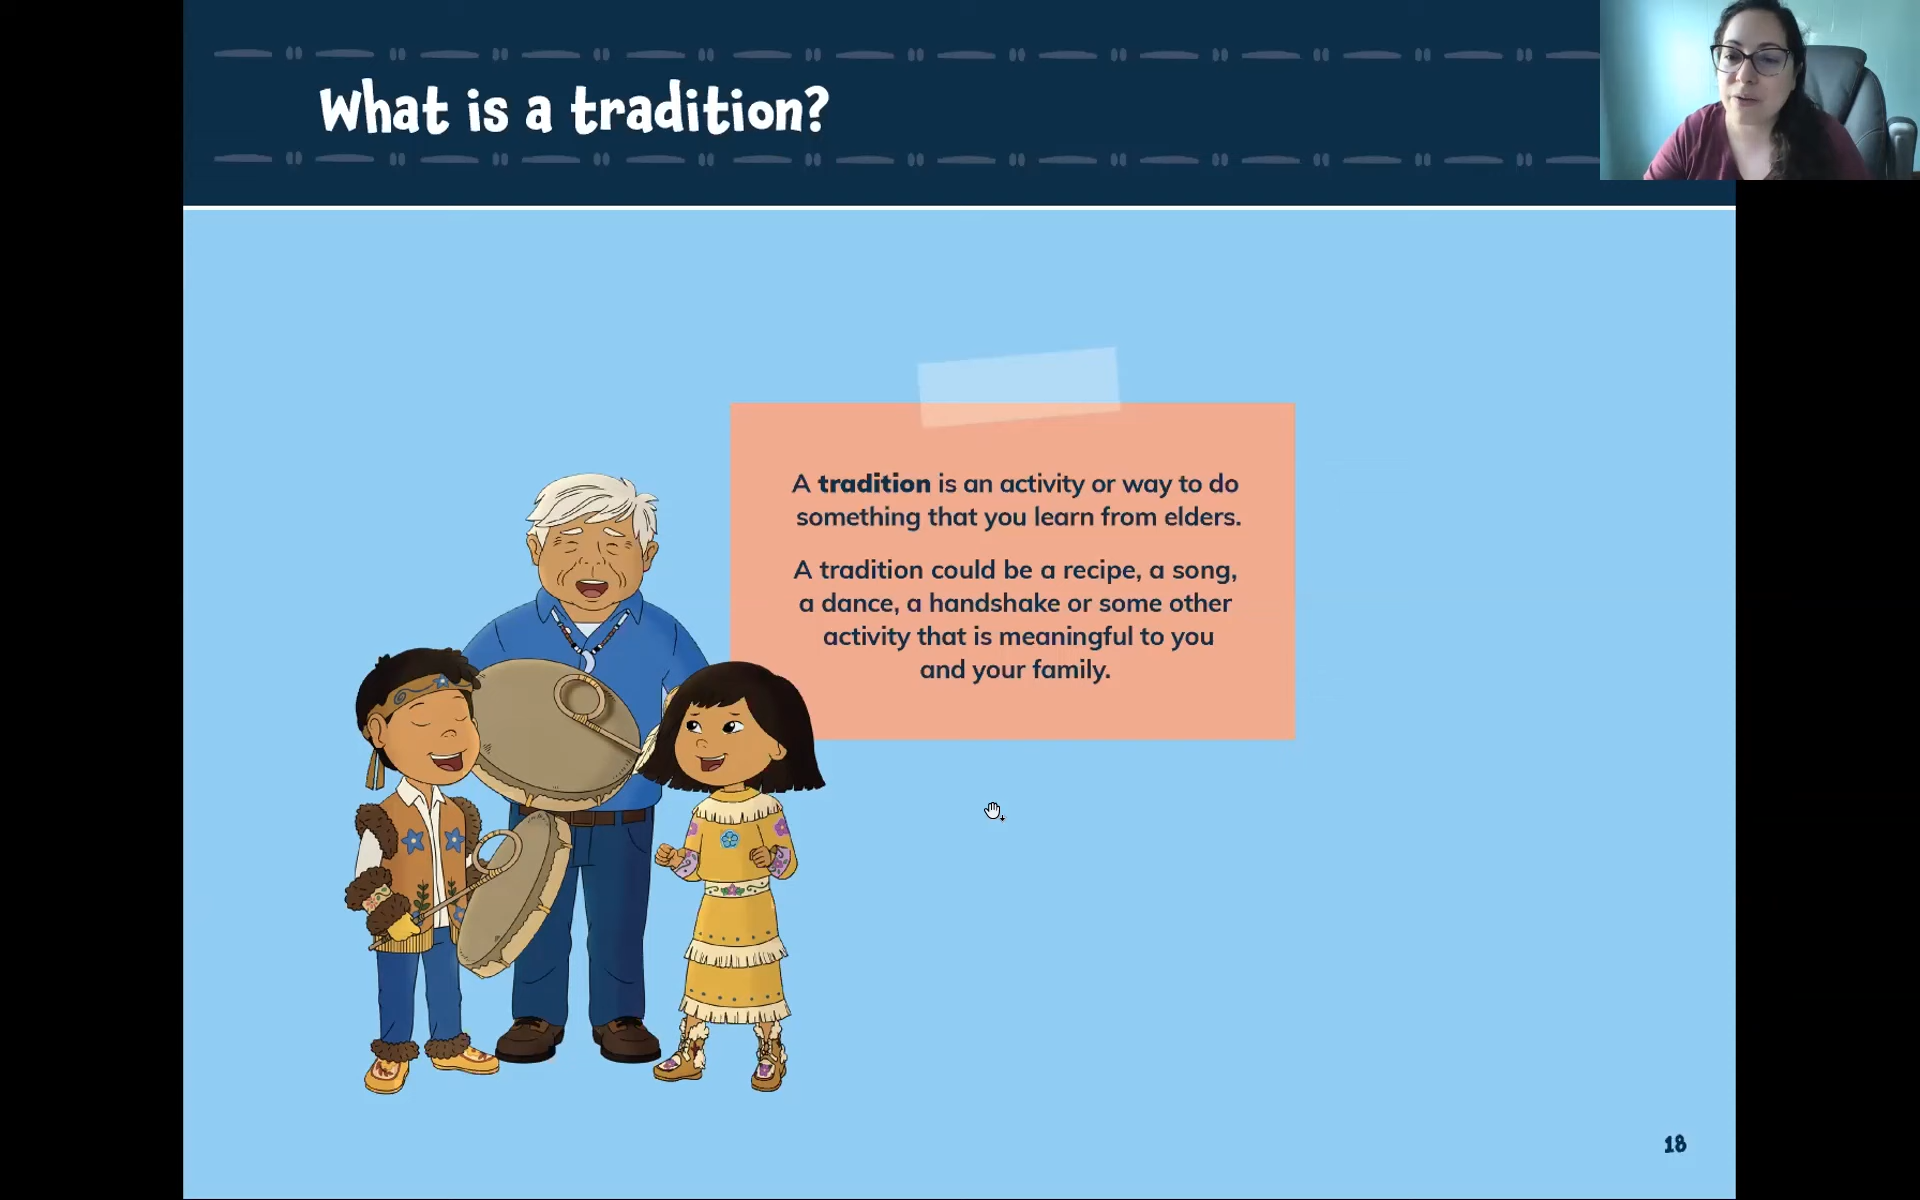 What is a tradition?
A tradition is an activity or way to do
something that you learn from elders.
A tradition could be a recipe, a song,
a dance, a handshake or some other
activity that is meaningful to you
and your family.
18